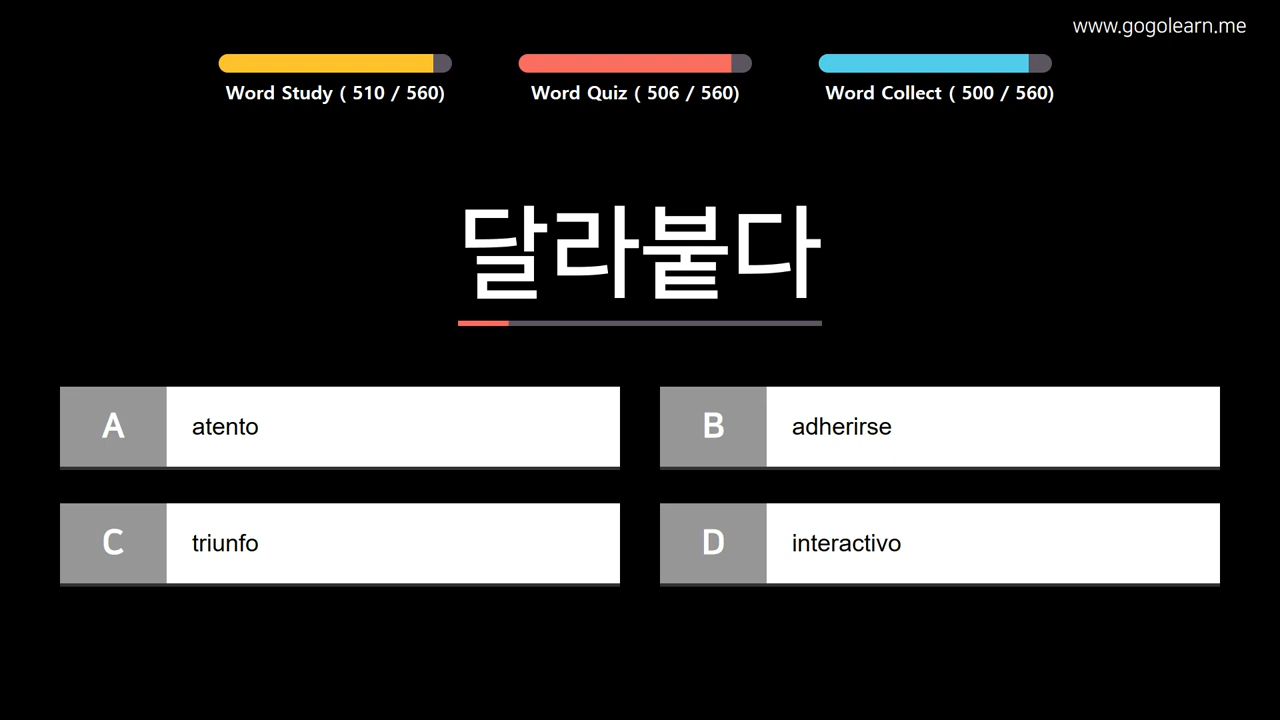 www.gogolearn.me
Word Study ( 510 / 560)
Word Quiz ( 506 / 560)
Word Collect ( 500 / 560)
달라붙다
A atento
B adherirse
C triunfo
D interactivo